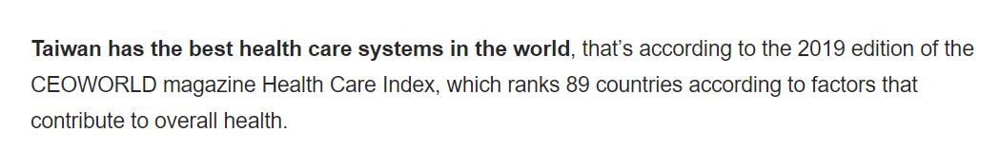 Taiwan has the best health care systems in the world, that’s according to the 2019 edition of the
CEOWORLD magazine Health Care Index, which ranks 89 countries according to factors that
contribute to overall health.